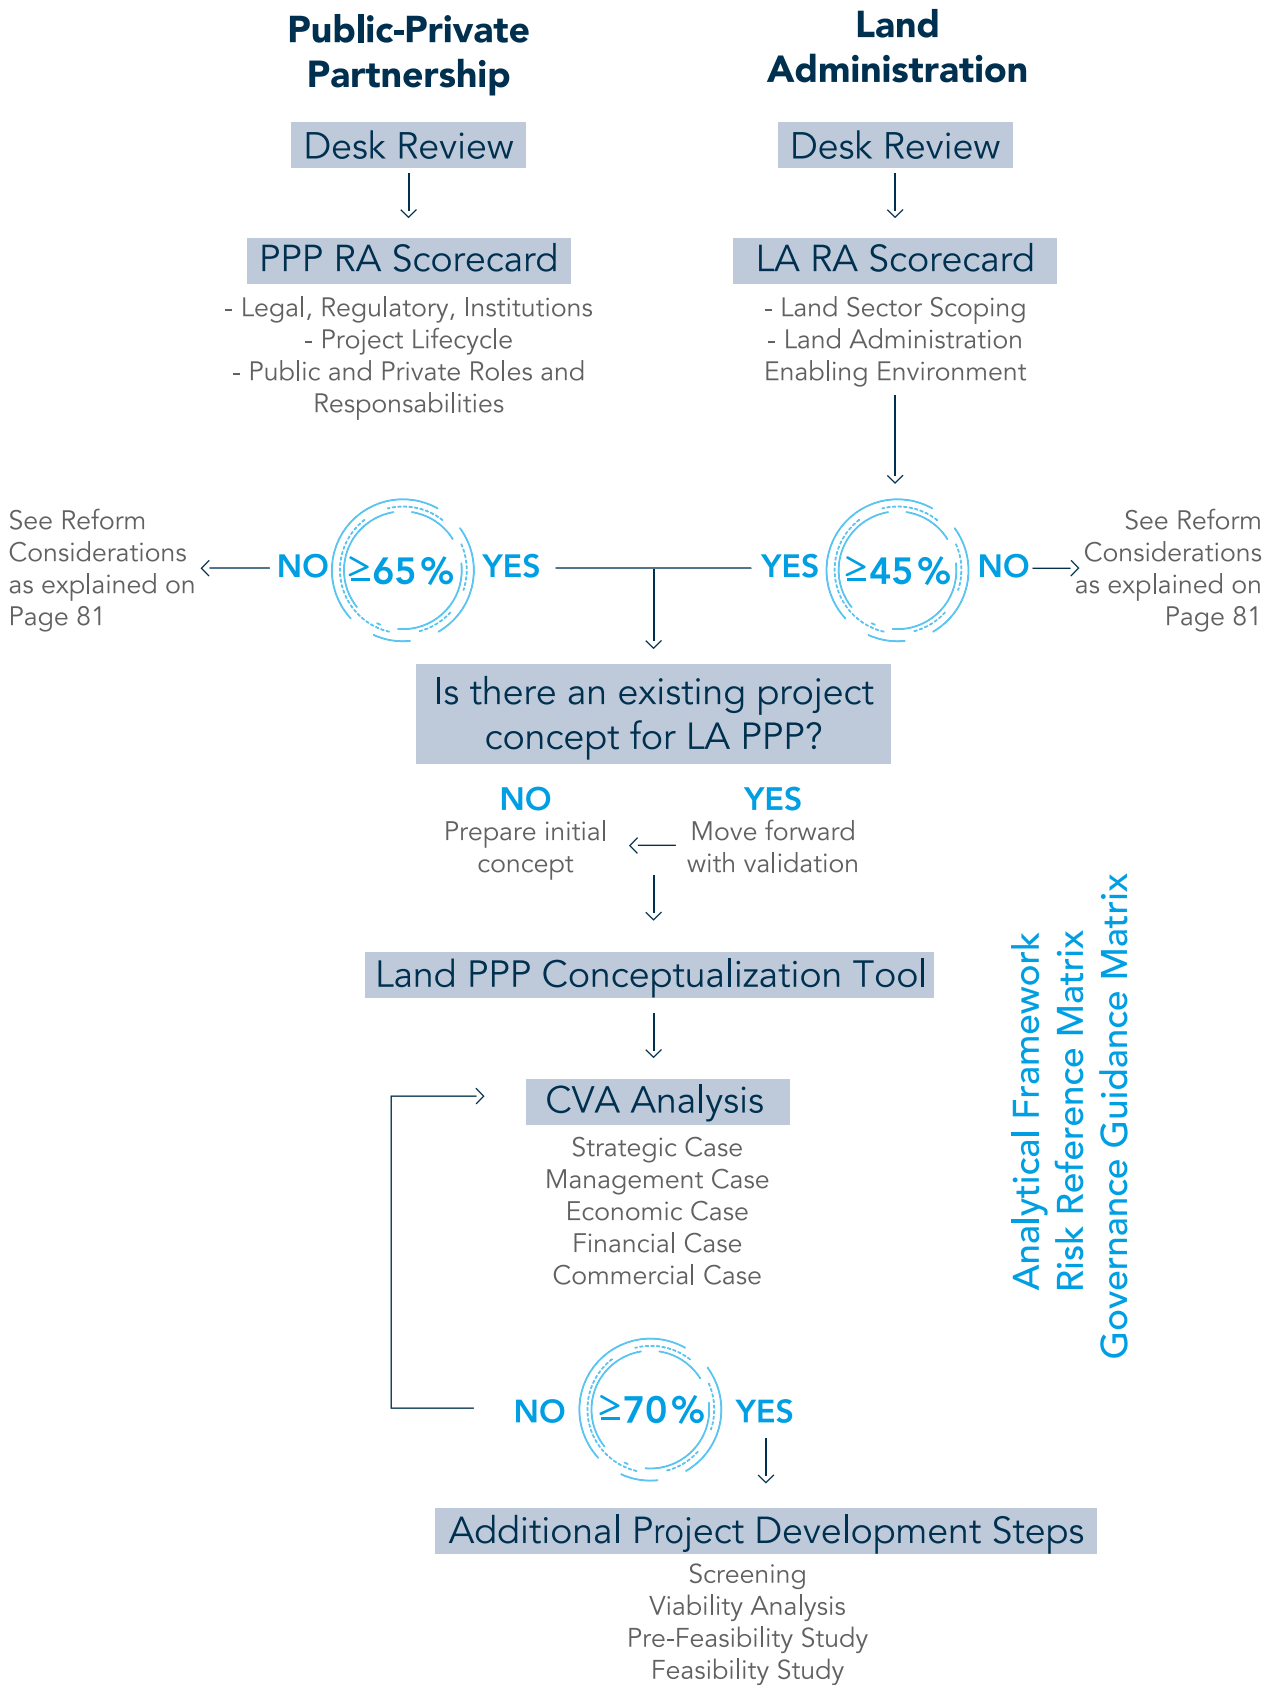 Public-Private
Partnership
Land
Administration
Desk Review
Desk Review
PPP RA Scorecard
- Legal, Regulatory, Institutions
- Project Lifecycle
- Public and Private Roles and
Responsabilities
LA RA Scorecard
- Land Sector Scoping
- Land Administration
Enabling Environment
See Reform
Considerations
as explained on
Page 81
NO
≥65%
YES
YES
≥45%
NO
See Reform
Considerations
as explained on
Page 81
Is there an existing project
concept for LA PPP?
NO
Prepare initial
concept
YES
Move forward
with validation
Land PPP Conceptualization Tool
CVA Analysis
Strategic Case
Management Case
Economic Case
Financial Case
Commercial Case
Analytical Framework
Risk Reference Matrix
Governance Guidance Matrix
NO
≥70%
YES
Additional Project Development Steps
Screening
Viability Analysis
Pre-Feasibility Study
Feasibility Study